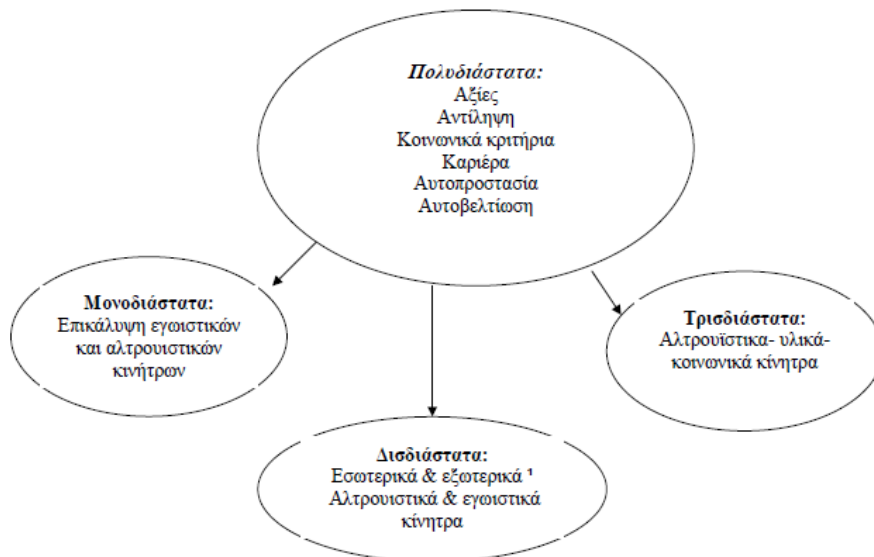 Πολυδιάστατα:
Αξίες
Αντίληψη
Κοινωνικά κριτήρια
Καριέρα
Αυτοπροστασία
Αυτοβελτίωση
Μονοδιάστατα:
Επικάλυψη εγωιστικών
και αλτρουιστικών
κινήτρων
Τρισδιάστατα:
Αλτρουϊστικα- υλικά-
κοινωνικά κίνητρα
Δισδιάστατα:
Εσωτερικά & εξωτερικά ¹
Αλτρουιστικά & εγωιστικά
κίνητρα